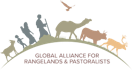 GLOBAL ALLIANCE FOR
RANGELANDS & PASTORALISTS